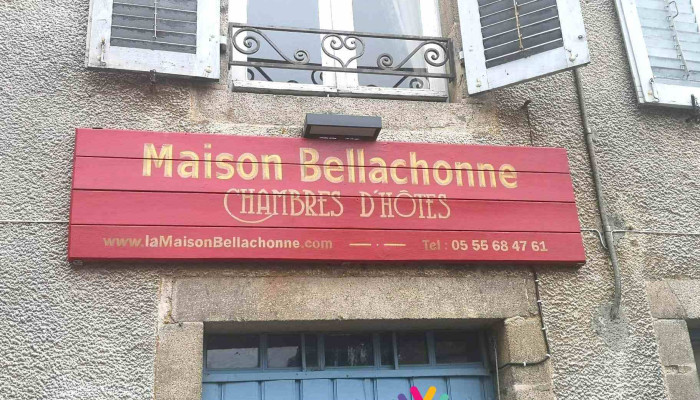 Maison Bellachonne
CHAMBRES D'HÔTES
www.laMaisonBellachonne.com — · — Tel : 05 55 68 47 61